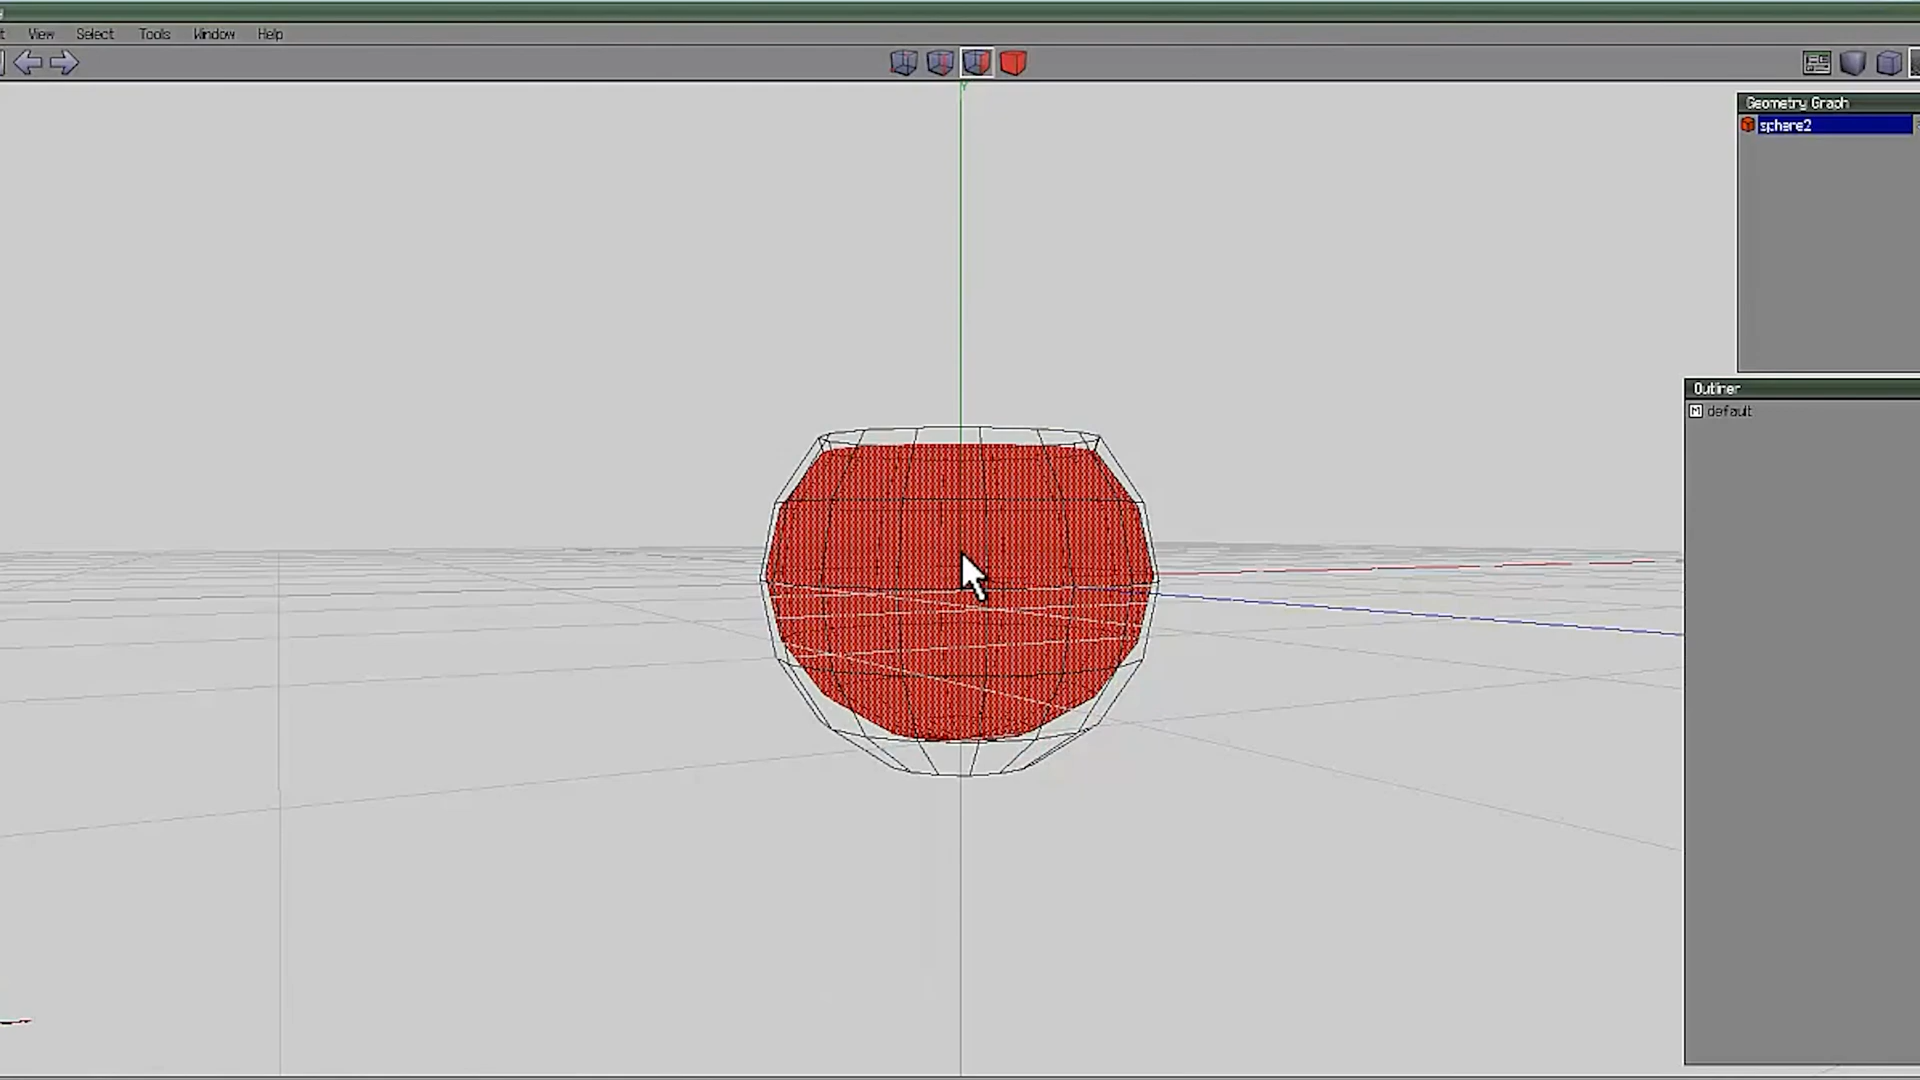 View Select Tools Window Help
Geometry Graph
sphere2
Outliner
default